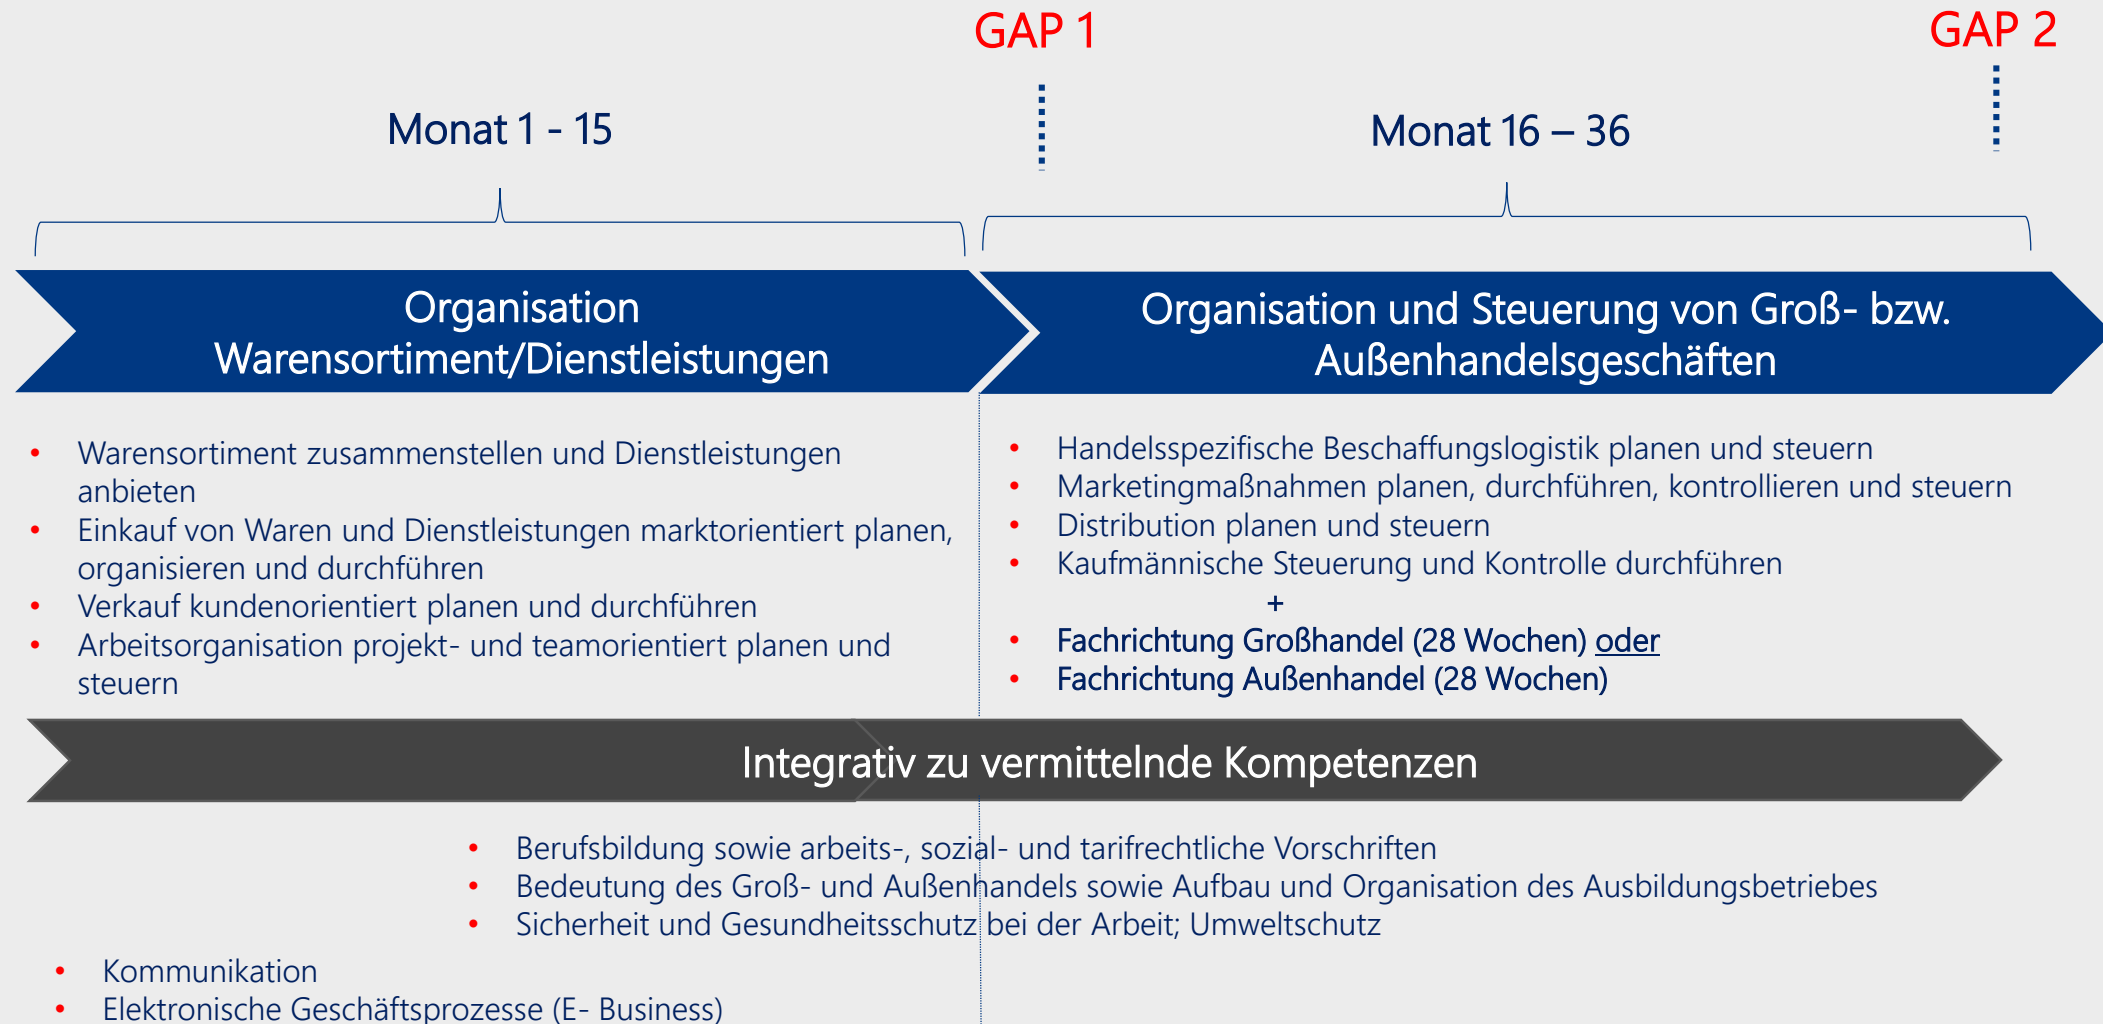 GAP 1
GAP 2
Monat 1 - 15
Monat 16 – 36
Organisation
Warensortiment/Dienstleistungen
Organisation und Steuerung von Groß- bzw.
Außenhandelsgeschäften
• Warensortiment zusammenstellen und Dienstleistungen
anbieten
• Einkauf von Waren und Dienstleistungen marktorientiert planen,
organisieren und durchführen
• Verkauf kundenorientiert planen und durchführen
• Arbeitsorganisation projekt- und teamorientiert planen und
steuern
• Handelsspezifische Beschaffungslogistik planen und steuern
• Marketingmaßnahmen planen, durchführen, kontrollieren und steuern
• Distribution planen und steuern
• Kaufmännische Steuerung und Kontrolle durchführen
+
• Fachrichtung Großhandel (28 Wochen) oder
• Fachrichtung Außenhandel (28 Wochen)
Integrativ zu vermittelnde Kompetenzen
• Berufsbildung sowie arbeits-, sozial- und tarifrechtliche Vorschriften
• Bedeutung des Groß- und Außenhandels sowie Aufbau und Organisation des Ausbildungsbetriebes
• Sicherheit und Gesundheitsschutz bei der Arbeit; Umweltschutz
• Kommunikation
• Elektronische Geschäftsprozesse (E- Business)